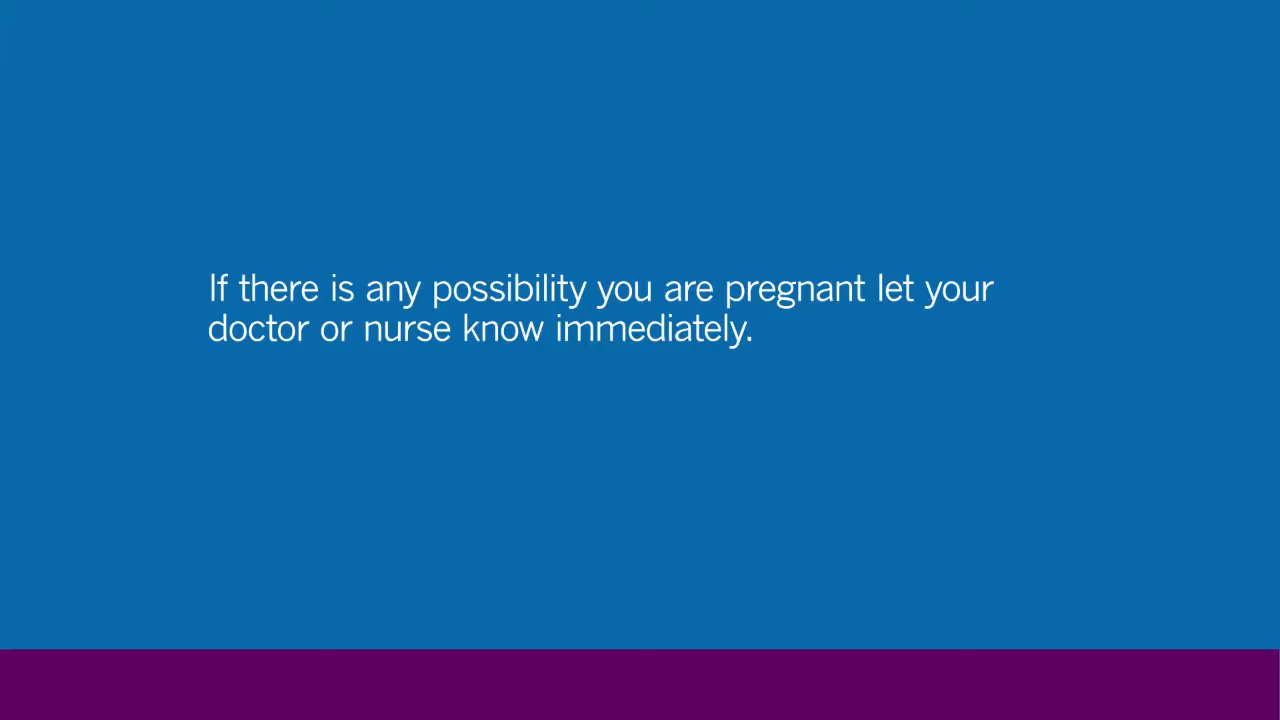 If there is any possibility you are pregnant let your
doctor or nurse know immediately.